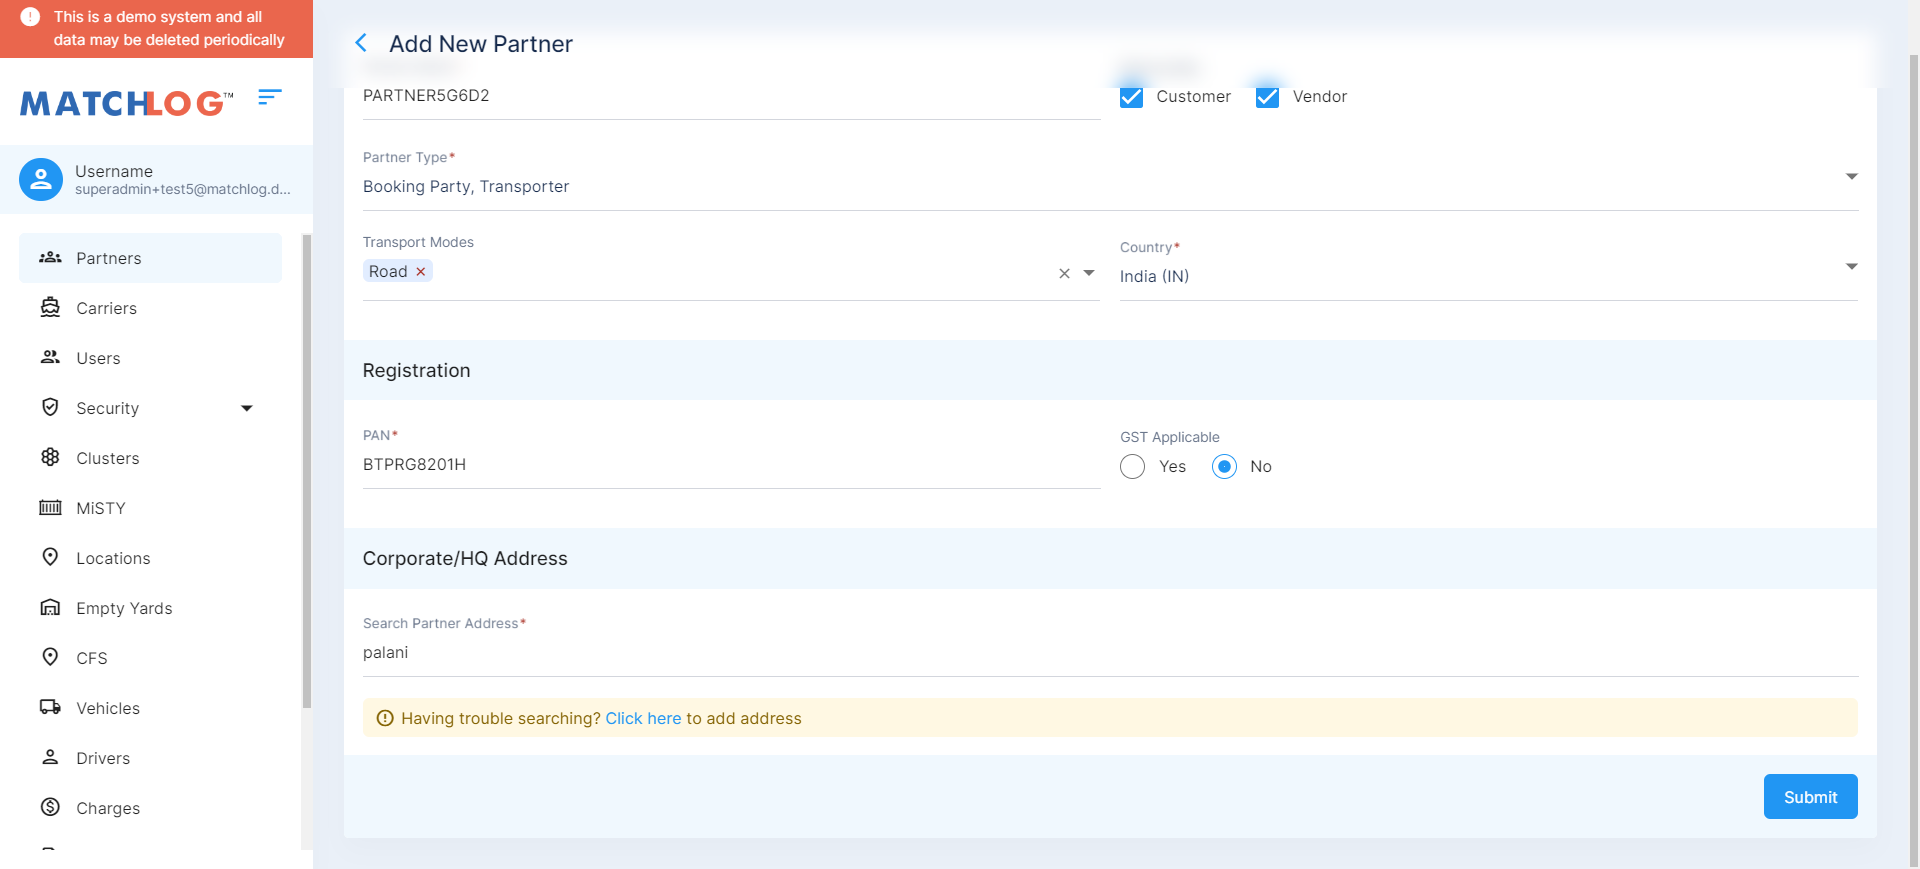 This is a demo system and all
data may be deleted periodically
MATCHLOG™
Username
superadmin+test5@matchlog.d...
Partners
Carriers
Users
Security
Clusters
MiSTY
Locations
Empty Yards
CFS
Vehicles
Drivers
Charges
Add New Partner
PARTNER5G6D2
Customer
Vendor
Partner Type*
Booking Party, Transporter
Transport Modes
Road ×
Country*
India (IN)
Registration
PAN*
BTPRG8201H
GST Applicable
Yes
No
Corporate/HQ Address
Search Partner Address*
palani
Having trouble searching? Click here to add address
Submit